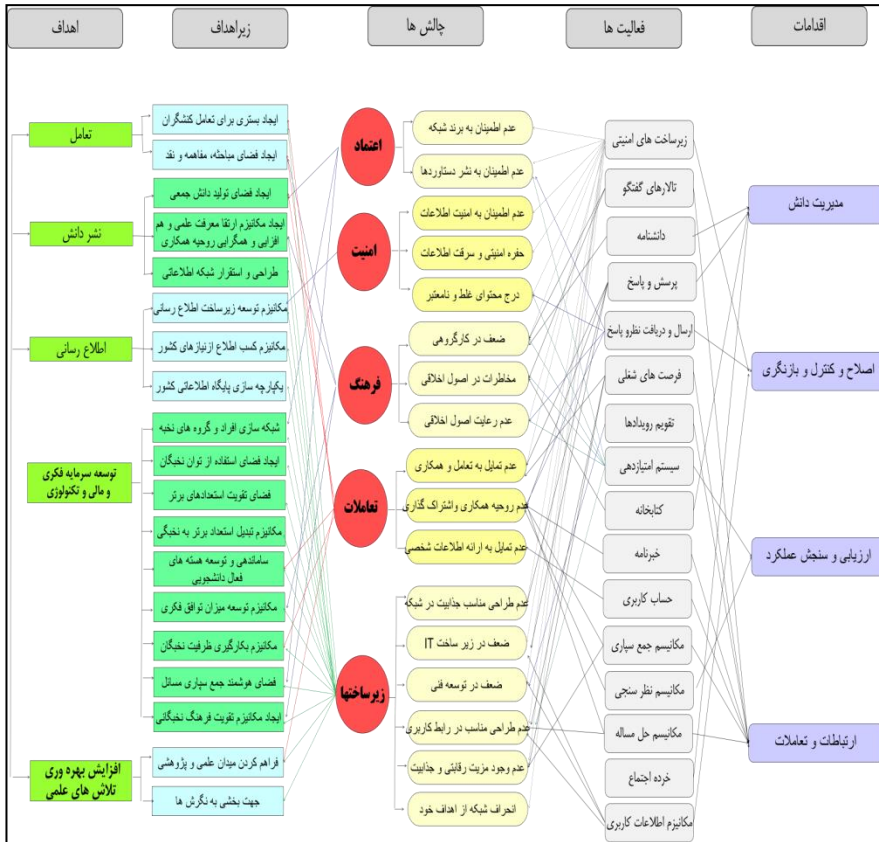 اهداف
زیراهداف
چالش ها
فعالیت ها
اقدامات
تعامل
نشر دانش
اطلاع رسانی
توسعه سرمایه فکری
و مالی و تکنولوژی
افزایش بهره وری
تلاش های علمی
ایجاد بستری برای تعامل کنشگران
ایجاد فضای مباحثه، مفاهمه و نقد
ایجاد فضای تولید دانش جمعی
ایجاد مکانیزم ارتقا معرفت علمی و هم
افزایی و همگرایی روحیه همکاری
طراحی و استقرار شبکه اطلاعاتی
مکانیزم توسعه زیرساخت اطلاع رسانی
مکانیزم کسب اطلاع ازنیازهای کشور
یکپارچه سازی پایگاه اطلاعاتی کشور
شبکه سازی افراد و گروه های نخبه
ایجاد فضای استفاده از توان نخبگان
فضای تقویت استعدادهای برتر
مکانیزم تبدیل استعداد برتر به نخبگی
ساماندهی و توسعه هسته های
فعال دانشجویی
مکانیزم توسعه میزان توافق فکری
مکانیزم بکارگیری ظرفیت نخبگان
فضای هوشمند جمع سپاری مسائل
ایجاد مکانیزم تقویت فرهنگ نخبگانی
فراهم کردن میدان علمی و پژوهشی
جهت بخشی به نگرش ها
اعتماد
امنیت
فرهنگ
تعاملات
زیرساختها
عدم اطمینان به برند شبکه
عدم اطمینان به نشر دستاوردها
عدم اطمینان به امنیت اطلاعات
حفره امنیتی و سرقت اطلاعات
درج محتوای غلط و نامعتبر
ضعف در کارگروهی
مخاطرات در اصول اخلاقی
عدم رعایت اصول اخلاقی
عدم تمایل به تعامل و همکاری
عدم روحیه همکاری واشتراک گذاری
عدم تمایل به ارائه اطلاعات شخصی
عدم طراحی مناسب جذابیت در شبکه
ضعف در زیر ساخت IT
ضعف در توسعه فنی
عدم طراحی مناسب در رابط کاربری
عدم وجود مزیت رقابتی و جذابیت
انحراف شبکه از اهداف خود
زیرساخت های امنیتی
تالارهای گفتگو
دانشنامه
پرسش و پاسخ
ارسال و دریافت نظرو پاسخ
فرصت های شغلی
تقویم رویدادها
سیستم امتیازدهی
کتابخانه
خبرنامه
حساب کاربری
مکانیسم جمع سپاری
مکانیسم نظر سنجی
مکانیسم حل مساله
خرده اجتماع
مکانیزم اطلاعات کاربری
مدیریت دانش
اصلاح و کنترل و بازنگری
ارزیابی و سنجش عملکرد
ارتباطات و تعاملات